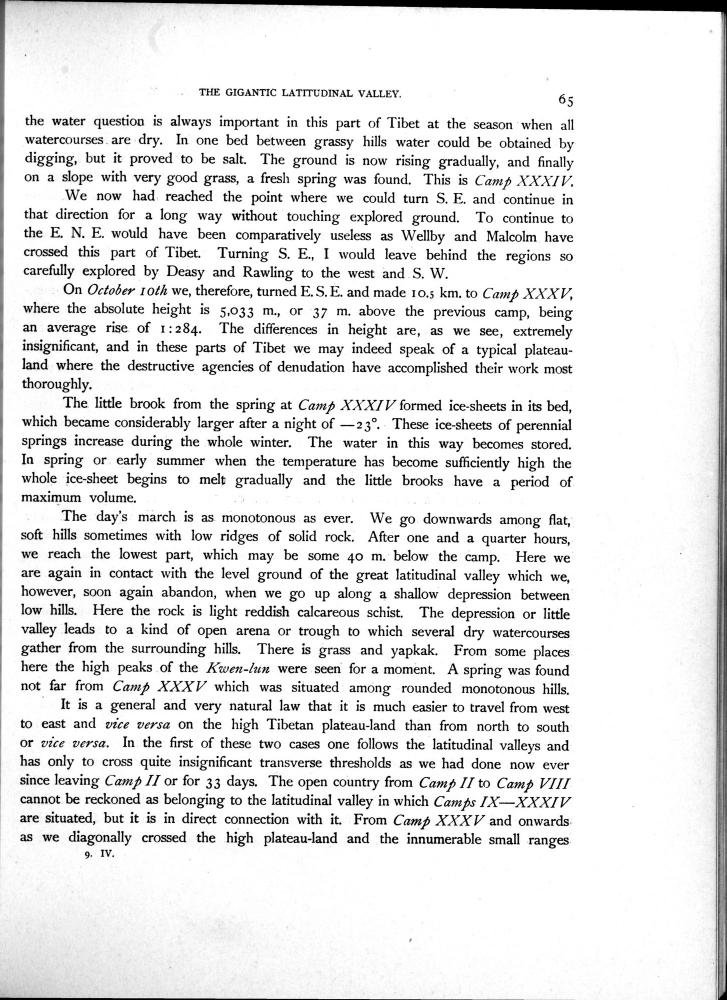 THE GIGANTIC LATITUDINAL VALLEY.
65
the water question is always important in this part of Tibet at the season when all
watercourses are dry. In one bed between grassy hills water could be obtained by
digging, but it proved to be salt. The ground is now rising gradually, and finally
on a slope with very good grass, a fresh spring was found. This is Camp XXXIV.
We now had reached the point where we could turn S. E. and continue in
that direction for a long way without touching explored ground. To continue to
the E. N. E. would have been comparatively useless as Wellby and Malcolm have
crossed this part of Tibet. Turning S. E., I would leave behind the regions so
carefully explored by Deasy and Rawling to the west and S. W.
On October 10th we, therefore, turned E. S. E. and made 10.5 km. to Camp XXXV,
where the absolute height is 5,033 m., or 37 m. above the previous camp, being
an average rise of 1:284. The differences in height are, as we see, extremely
insignificant, and in these parts of Tibet we may indeed speak of a typical plateau-
land where the destructive agencies of denudation have accomplished their work most
thoroughly.
The little brook from the spring at Camp XXXIV formed ice-sheets in its bed,
which became considerably larger after a night of —23°. These ice-sheets of perennial
springs increase during the whole winter. The water in this way becomes stored.
In spring or early summer when the temperature has become sufficiently high the
whole ice-sheet begins to melt gradually and the little brooks have a period of
maximum volume.
The day's march is as monotonous as ever. We go downwards among flat,
soft hills sometimes with low ridges of solid rock. After one and a quarter hours,
we reach the lowest part, which may be some 40 m. below the camp. Here we
are again in contact with the level ground of the great latitudinal valley which we,
however, soon again abandon, when we go up along a shallow depression between
low hills. Here the rock is light reddish calcareous schist. The depression or little
valley leads to a kind of open arena or trough to which several dry watercourses
gather from the surrounding hills. There is grass and yapkak. From some places
here the high peaks of the Kwen-lun were seen for a moment. A spring was found
not far from Camp XXXV which was situated among rounded monotonous hills.
It is a general and very natural law that it is much easier to travel from west
to east and vice versa on the high Tibetan plateau-land than from north to south
or vice versa. In the first of these two cases one follows the latitudinal valleys and
has only to cross quite insignificant transverse thresholds as we had done now ever
since leaving Camp II or for 33 days. The open country from Camp II to Camp VIII
cannot be reckoned as belonging to the latitudinal valley in which Camps IX—XXXIV
are situated, but it is in direct connection with it. From Camp XXXV and onwards
as we diagonally crossed the high plateau-land and the innumerable small ranges
9. IV.